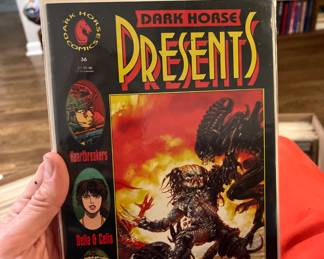 DARK HORSE
COMICS
36
DARK HORSE
PRESENTS
Heartbreakers
Delia & Celia